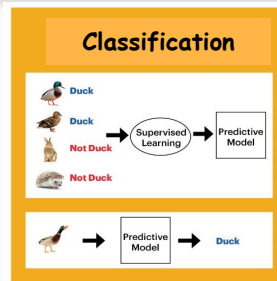 Classification
Duck
Duck
Not Duck
Not Duck
Supervised
Learning
Predictive
Model
Predictive
Model
Duck